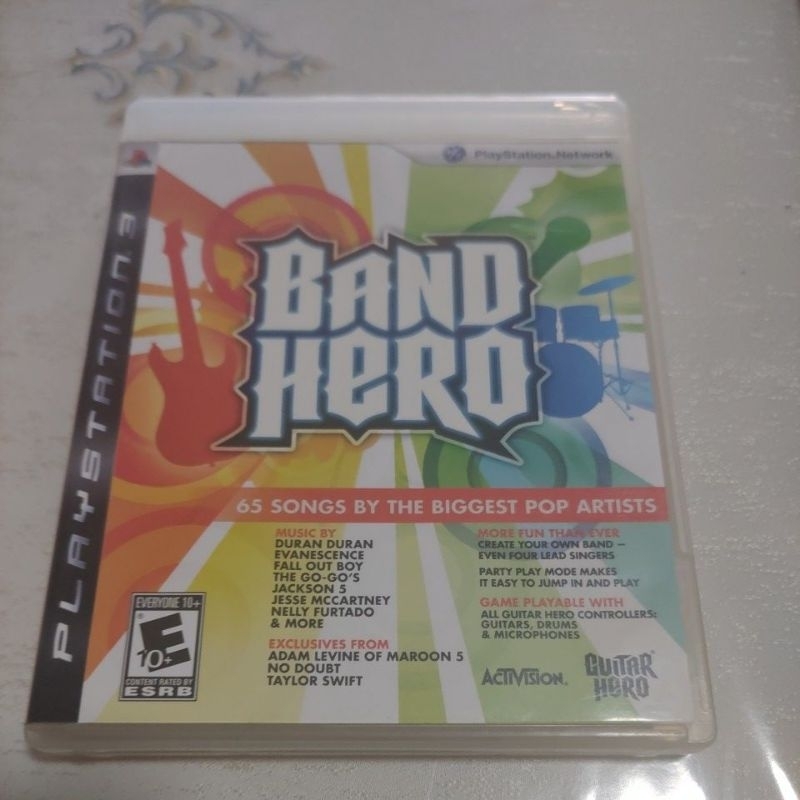 PlayStation Network
PLAYSTATION 3
BAND
HERO
65 SONGS BY THE BIGGEST POP ARTISTS
MUSIC BY
DURAN DURAN
EVANESCENCE
FALL OUT BOY
THE GO-GO'S
JACKSON 5
JESSE MCCARTNEY
NELLY FURTADO
& MORE
EXCLUSIVES FROM
ADAM LEVINE OF MAROON 5
NO DOUBT
TAYLOR SWIFT
MORE FUN THAN EVER
CREATE YOUR OWN BAND –
EVEN FOUR LEAD SINGERS
PARTY PLAY MODE MAKES
IT EASY TO JUMP IN AND PLAY
GAME PLAYABLE WITH
ALL GUITAR HERO CONTROLLERS:
GUITARS, DRUMS
& MICROPHONES
EVERYONE 10+
E
10+
CONTENT RATED BY
ESRB
ACTIVISION.
GUITAR
HERO